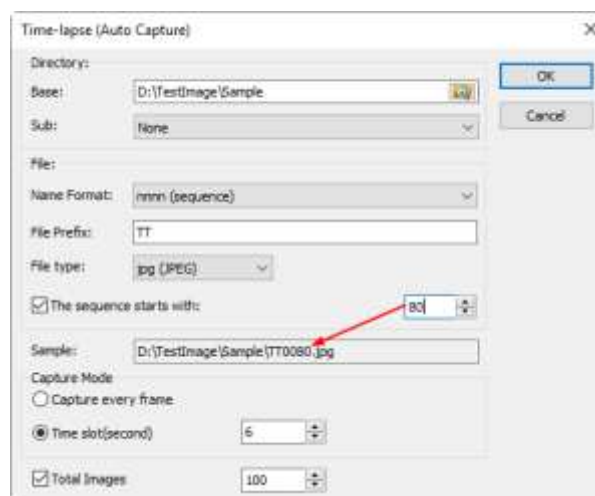 Time-lapse (Auto Capture)
Directory:
OK
Base: D:\TestImage\Sample
Cancel
Sub: None
File:
Name Format: nnnn (sequence)
File Prefix: TT
File type: jpg (JPEG)
The sequence starts with: 80
Sample: D:\TestImage\Sample\TT0080.jpg
Capture Mode
Capture every frame
Time slot(second) 6
Total Images 100